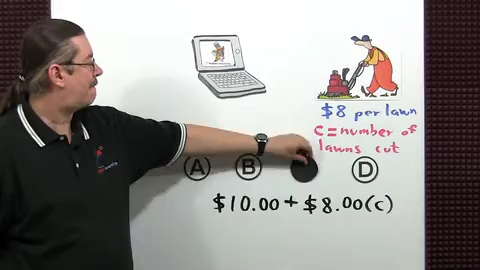 $8 per lawn
c = number of
lawns cut
A B D
$10.00 + $8.00(c)